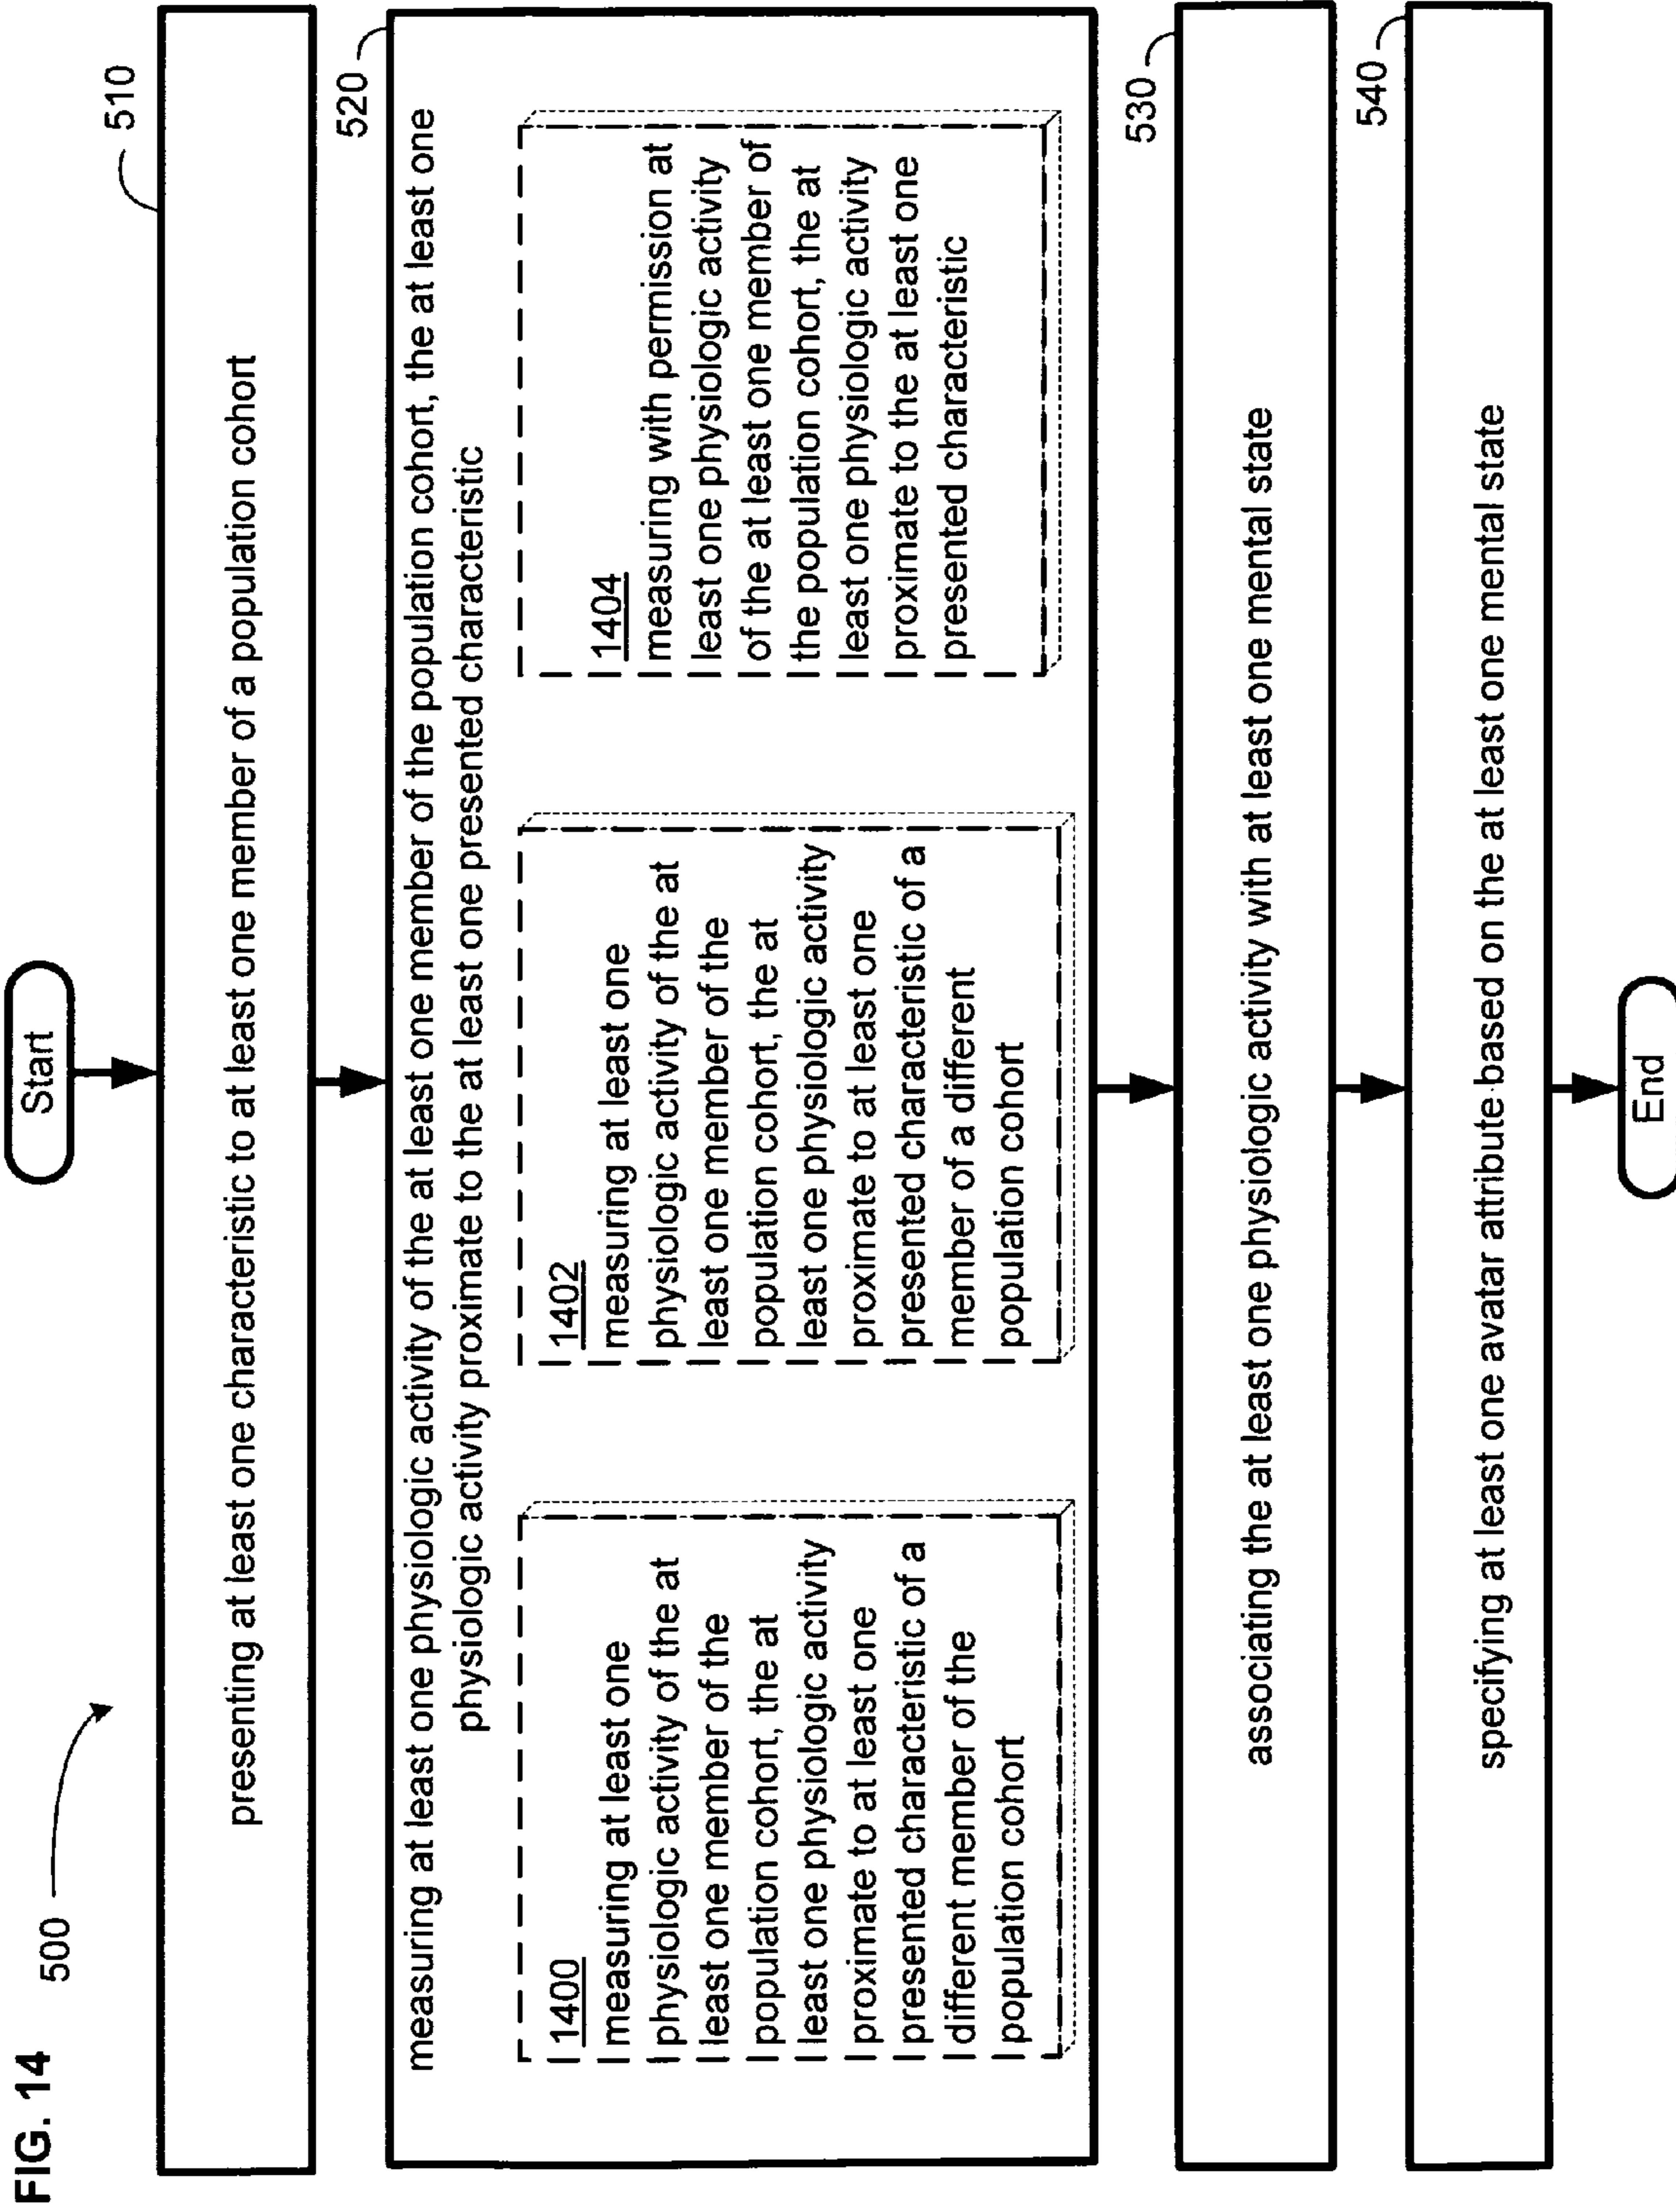 FIG. 14
500
Start
510
presenting at least one characteristic to at least one member of a population cohort
520
measuring at least one physiologic activity of the at least one member of the population cohort, the at least one
physiologic activity proximate to the at least one presented characteristic
1400
measuring at least one
physiologic activity of the at
least one member of the
population cohort, the at
least one physiologic activity
proximate to at least one
presented characteristic of a
different member of the
population cohort
1402
measuring at least one
physiologic activity of the at
least one member of the
population cohort, the at
least one physiologic activity
proximate to at least one
presented characteristic of a
member of a different
population cohort
1404
measuring with permission at
least one physiologic activity
of the at least one member of
the population cohort, the at
least one physiologic activity
proximate to the at least one
presented characteristic
530
associating the at least one physiologic activity with at least one mental state
540
specifying at least one avatar attribute based on the at least one mental state
End